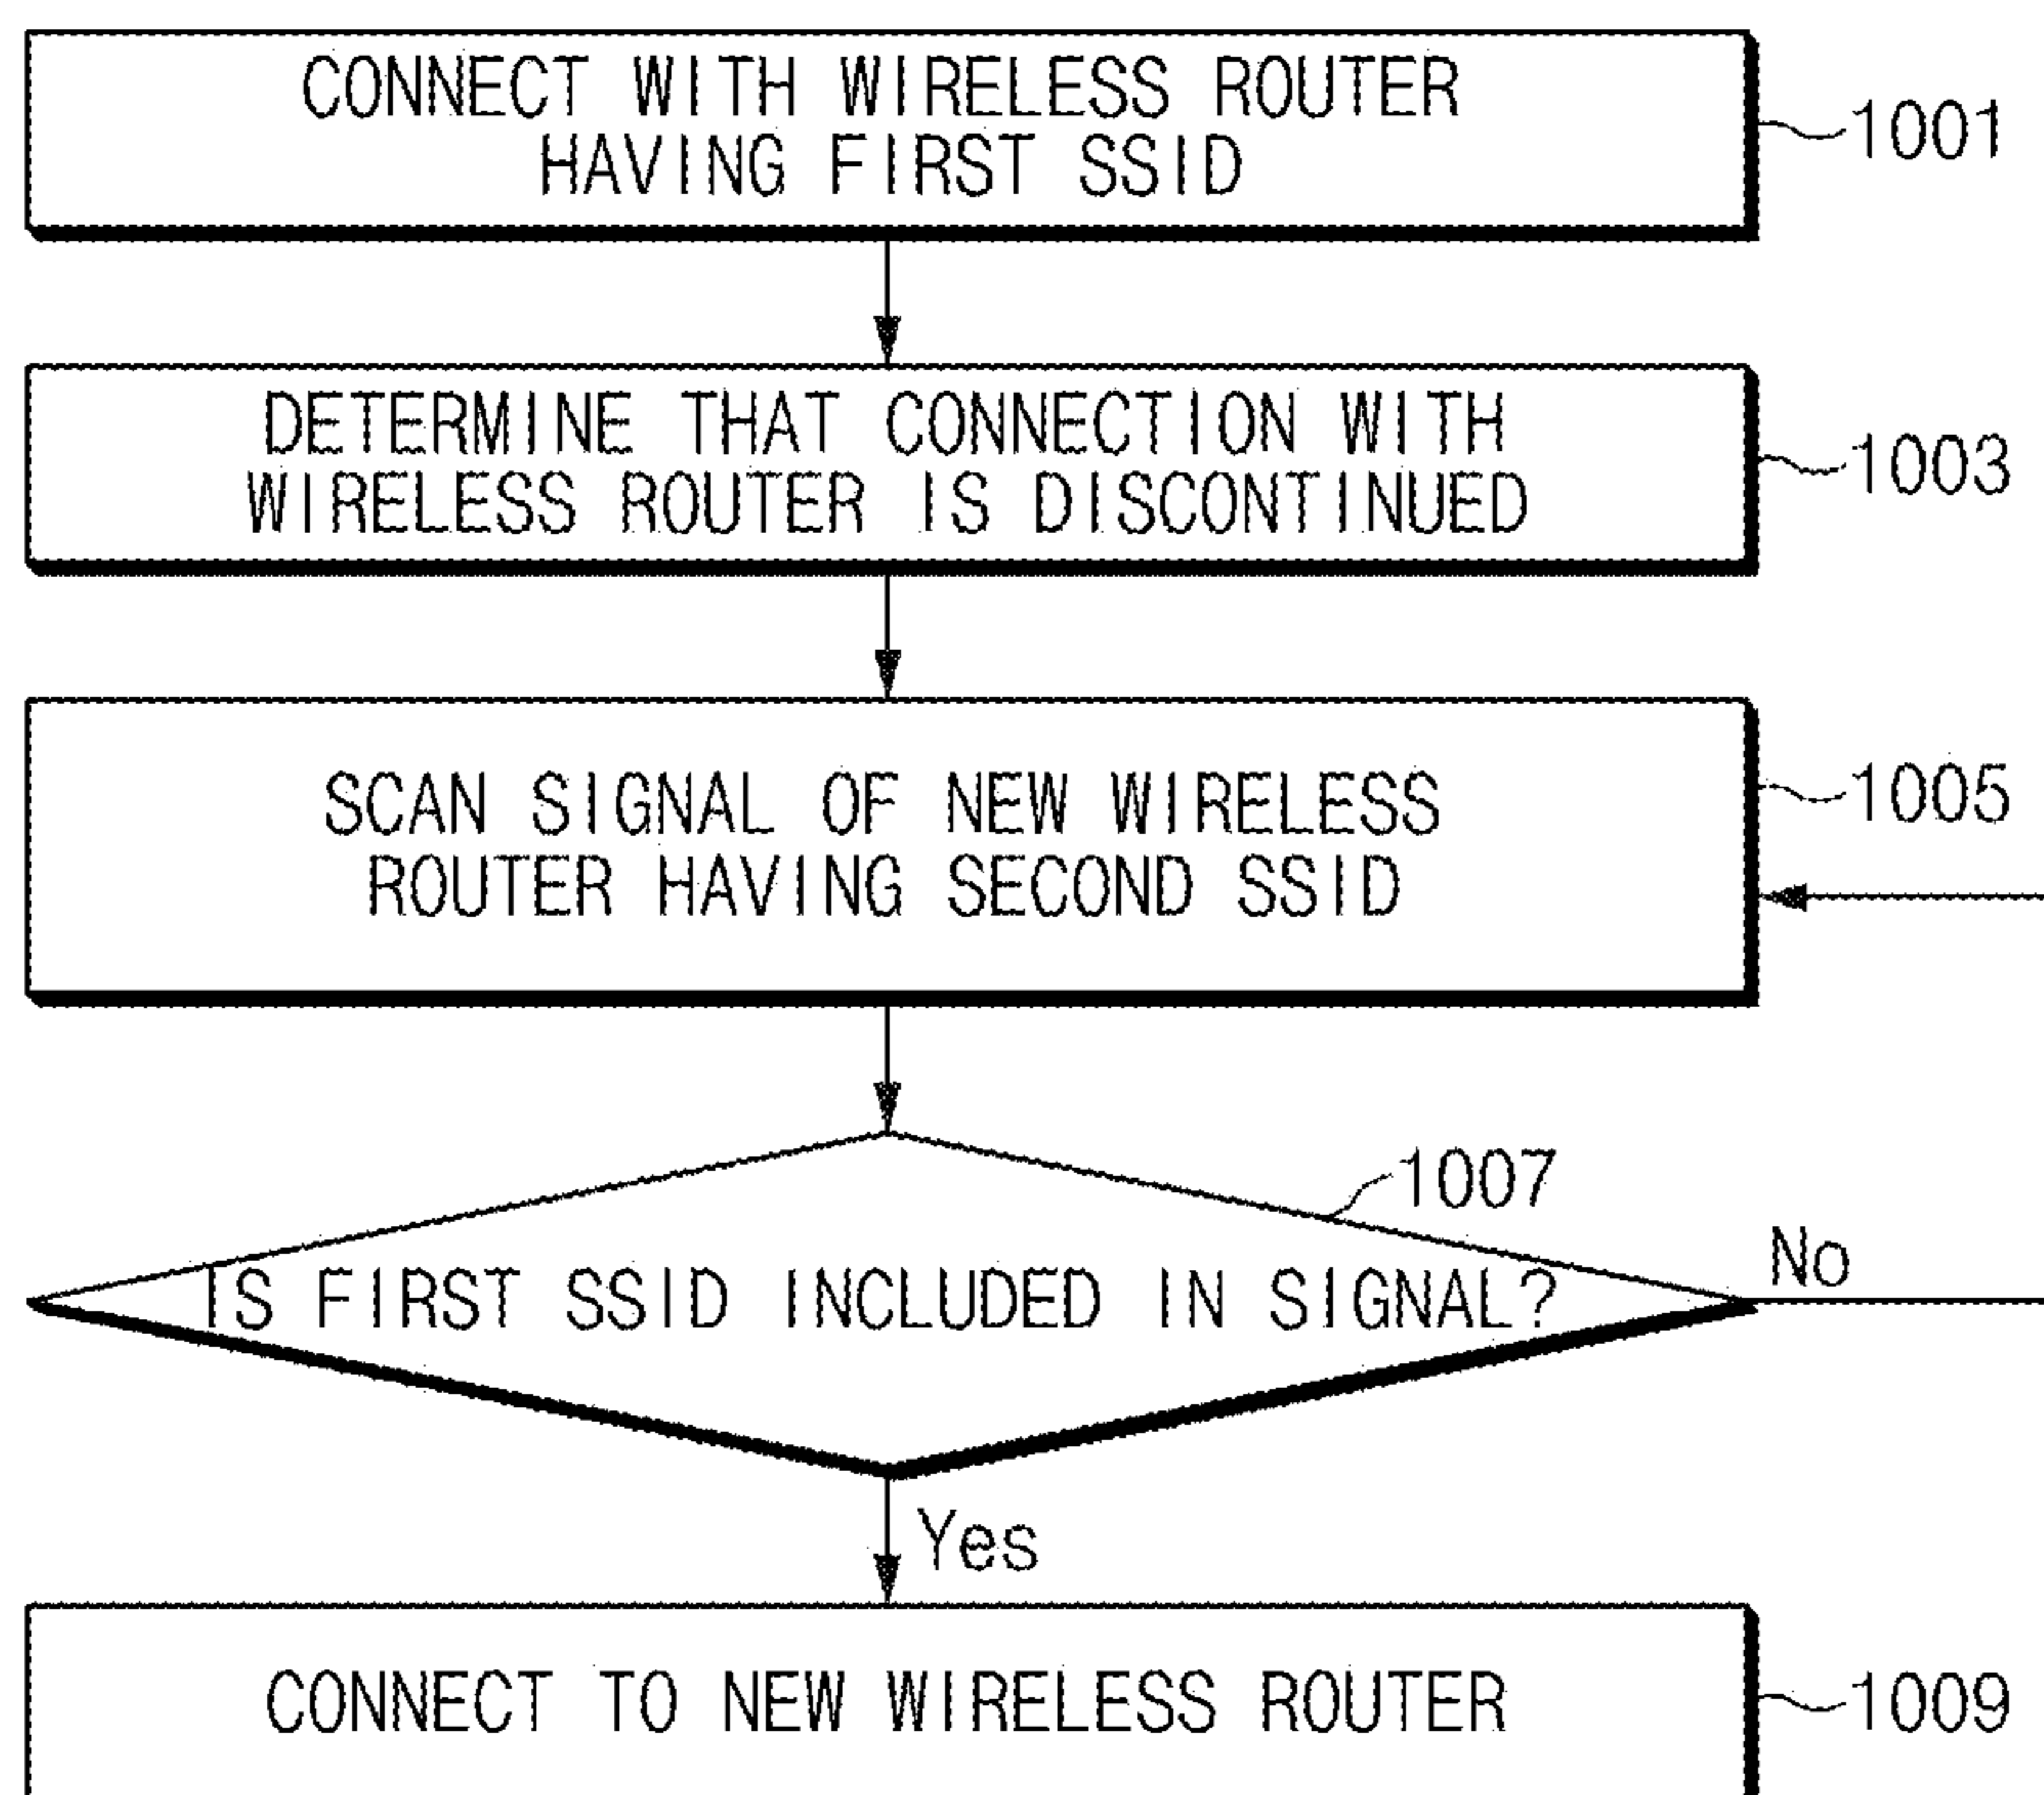 CONNECT WITH WIRELESS ROUTER
HAVING FIRST SSID
1001
DETERMINE THAT CONNECTION WITH
WIRELESS ROUTER IS DISCONTINUED
1003
SCAN SIGNAL OF NEW WIRELESS
ROUTER HAVING SECOND SSID
1005
1007
IS FIRST SSID INCLUDED IN SIGNAL?
No
Yes
CONNECT TO NEW WIRELESS ROUTER
1009